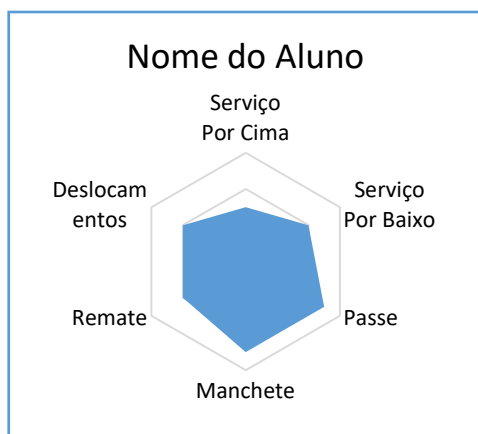 Nome do Aluno
Serviço
Por Cima
Serviço
Por Baixo
Passe
Manchete
Remate
Deslocam
entos